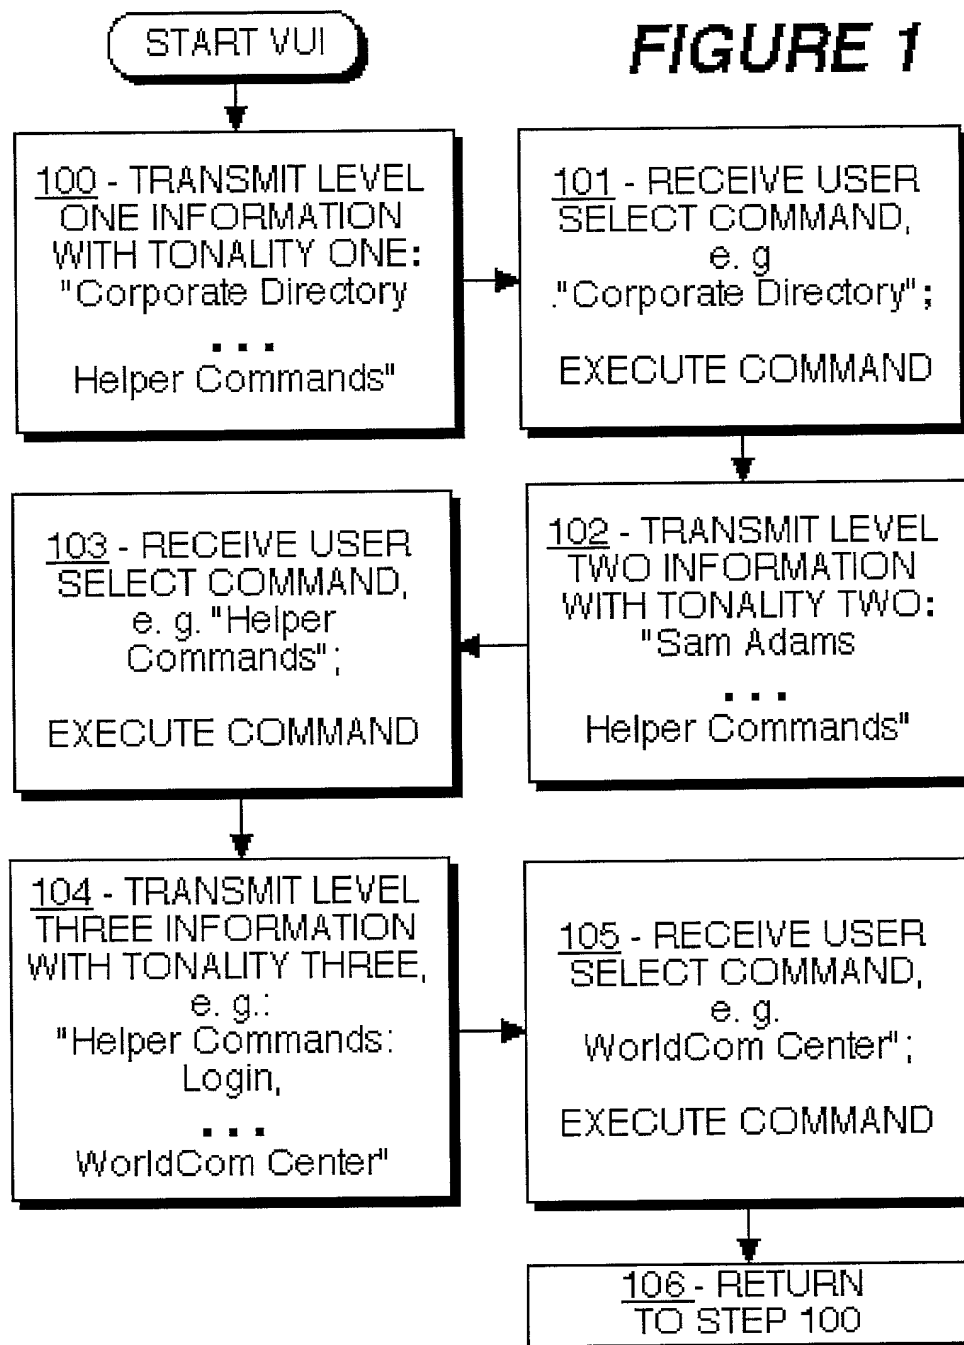 START VUI
FIGURE 1
100 - TRANSMIT LEVEL
ONE INFORMATION
WITH TONALITY ONE:
"Corporate Directory
...
Helper Commands"
101 - RECEIVE USER
SELECT COMMAND,
e. g
."Corporate Directory";
EXECUTE COMMAND
102 - TRANSMIT LEVEL
TWO INFORMATION
WITH TONALITY TWO:
"Sam Adams
...
Helper Commands"
103 - RECEIVE USER
SELECT COMMAND,
e. g. "Helper
Commands";
EXECUTE COMMAND
104 - TRANSMIT LEVEL
THREE INFORMATION
WITH TONALITY THREE,
e. g.:
"Helper Commands:
Login,
...
WorldCom Center"
105 - RECEIVE USER
SELECT COMMAND,
e. g.
WorldCom Center";
EXECUTE COMMAND
106 - RETURN
TO STEP 100